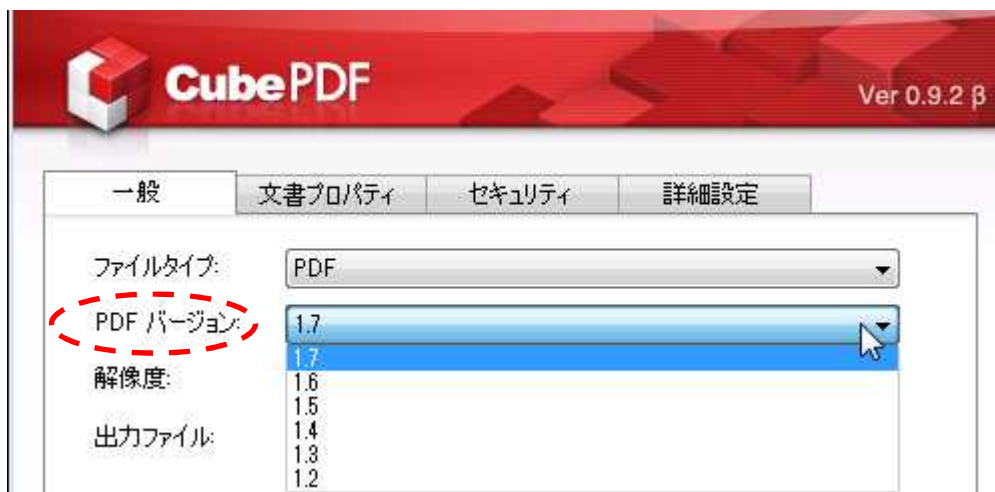 CubePDF
Ver 0.9.2 β
一般 文書プロパティ セキュリティ 詳細設定
ファイルタイプ: PDF
PDF バージョン: 1.7
1.7
解像度: 1.6
1.5
出力ファイル: 1.4
1.3
1.2